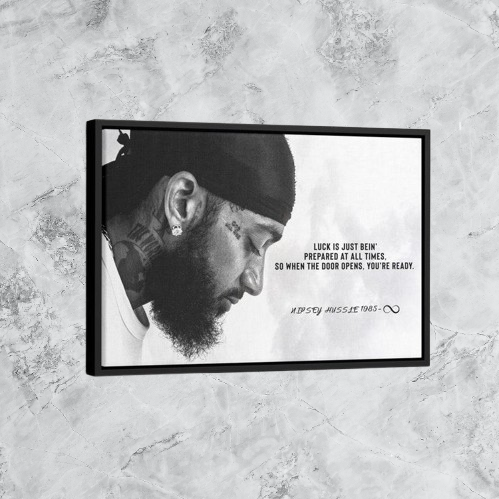 LUCK IS JUST BEIN'
PREPARED AT ALL TIMES,
SO WHEN THE DOOR OPENS, YOU'RE READY.
NIPSEY HUSSLE 1985-∞